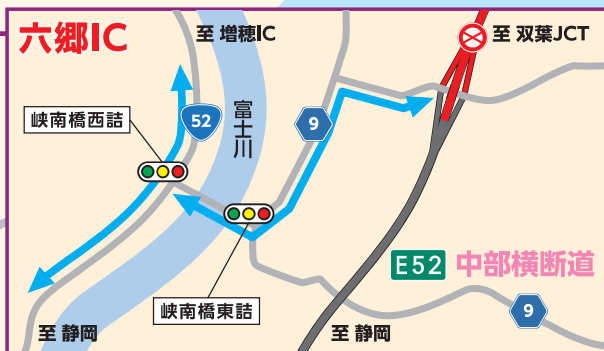 六郷IC
至 増穂IC
至 双葉JCT
峡南橋西詰
52
富士川
9
E52 中部横断道
峡南橋東詰
9
至 静岡
至 静岡